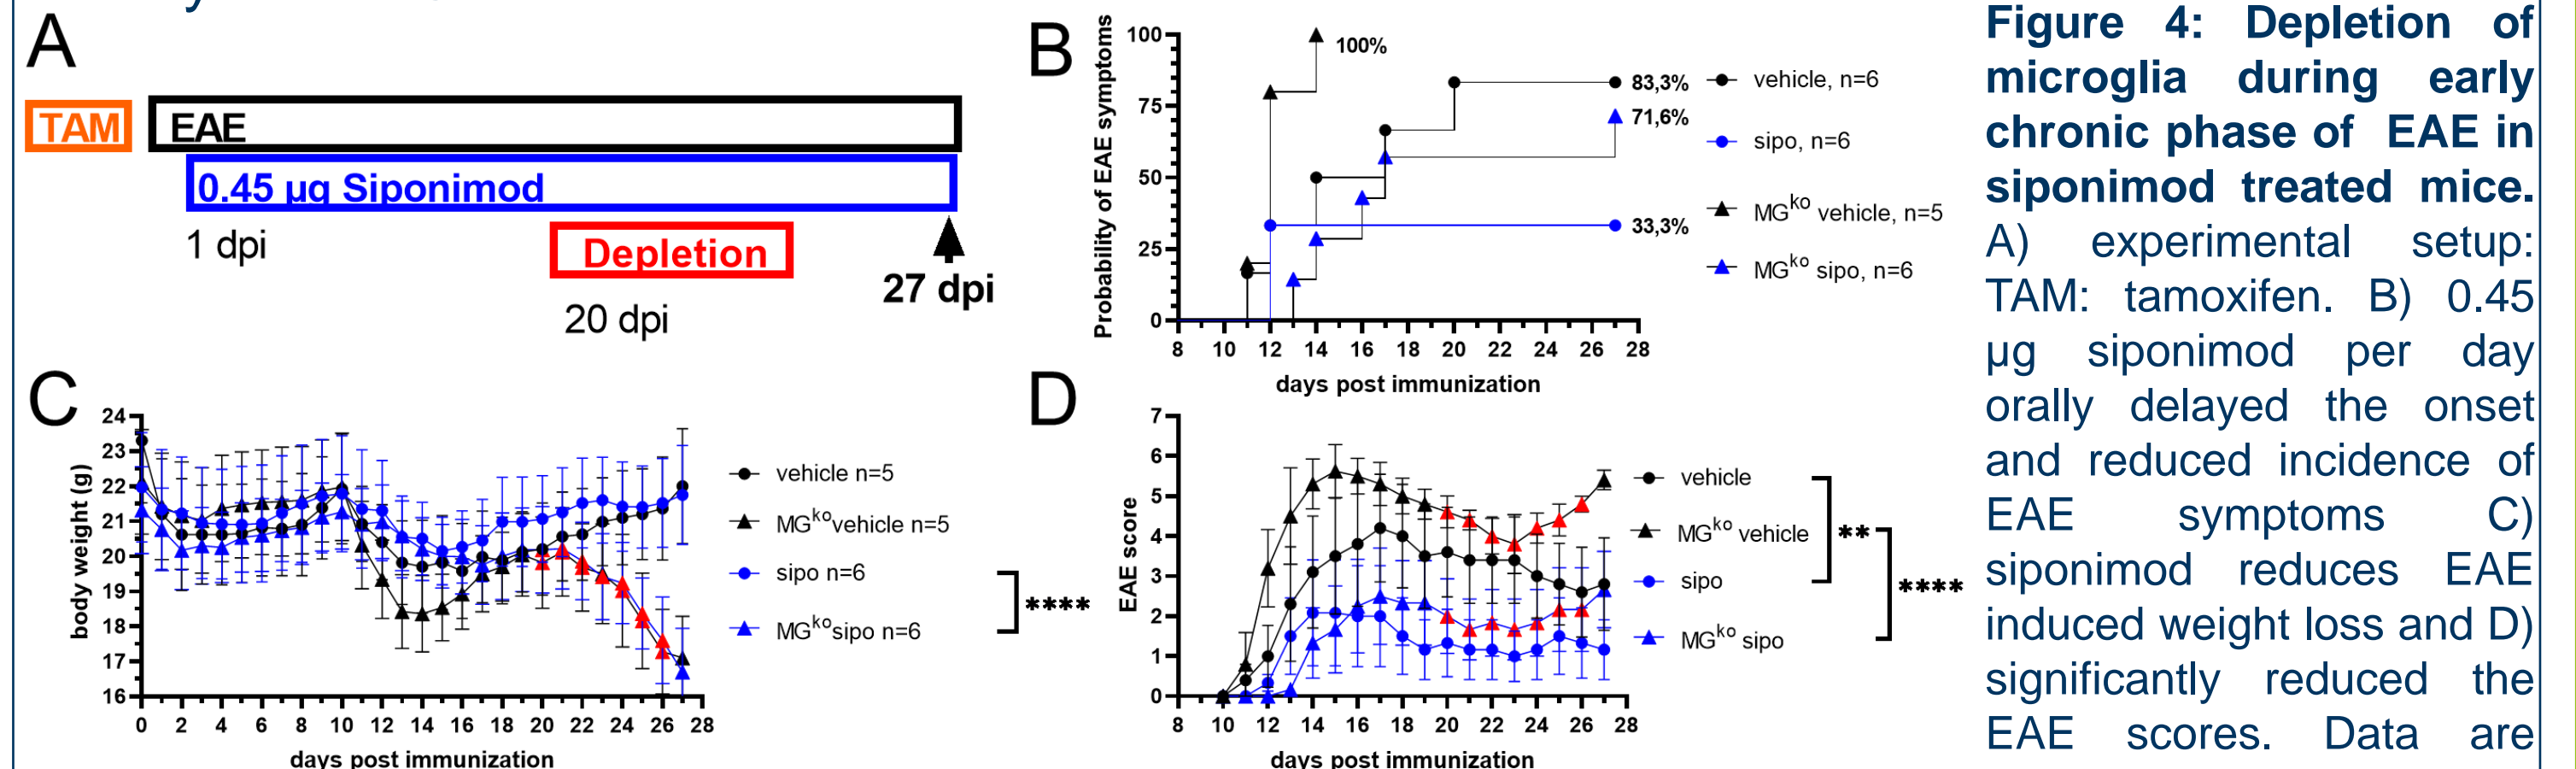 A
TAM
EAE
0.45 µg Siponimod
1 dpi
Depletion
20 dpi
27 dpi
B
Probability of EAE symptoms
100
75
50
25
0
8 10 12 14 16 18 20 22 24 26 28
days post immunization
100%
83,3%
71,6%
33,3%
vehicle, n=6
sipo, n=6
MGko vehicle, n=5
MGko sipo, n=6
C
body weight (g)
24
23
22
21
20
19
18
17
16
0 2 4 6 8 10 12 14 16 18 20 22 24 26 28
days post immunization
vehicle n=5
MGkovehicle n=5
sipo n=6
MGkosipo n=6
****
D
EAE score
7
6
5
4
3
2
1
0
8 10 12 14 16 18 20 22 24 26 28
days post immunization
vehicle
MGko vehicle
sipo
MGko sipo
**
****
Figure 4: Depletion of
microglia during early
chronic phase of EAE in
siponimod treated mice.
A) experimental setup:
TAM: tamoxifen. B) 0.45
µg siponimod per day
orally delayed the onset
and reduced incidence of
EAE symptoms C)
siponimod reduces EAE
induced weight loss and D)
significantly reduced the
EAE scores. Data are